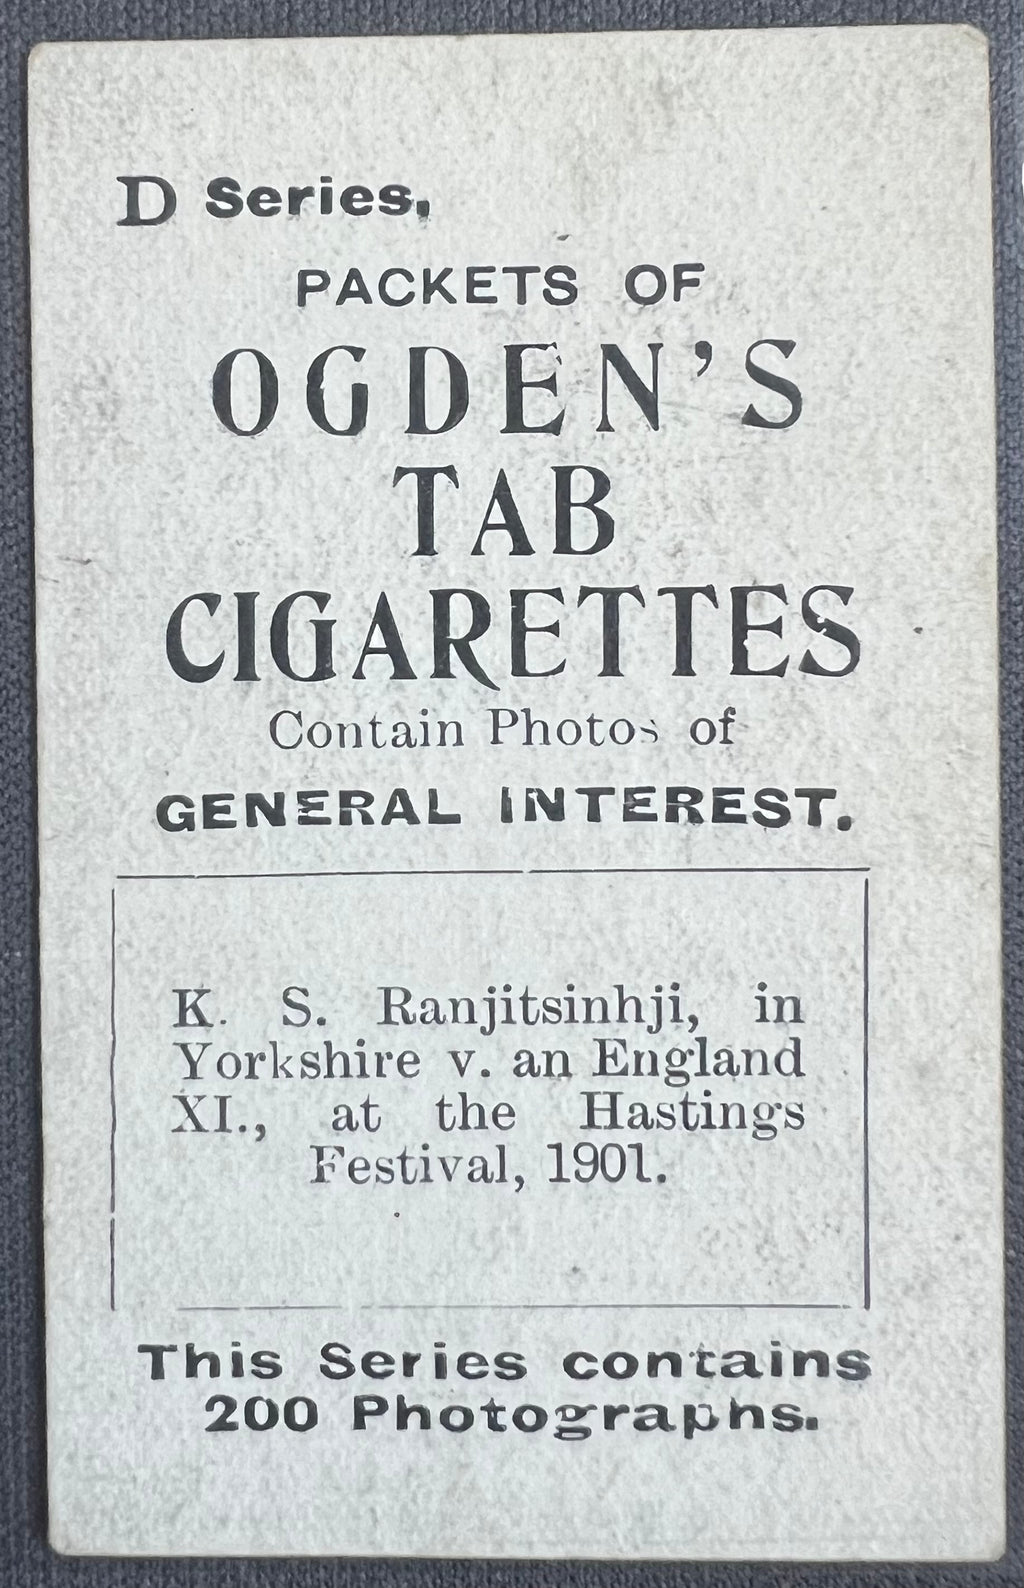 D Series.
PACKETS OF
OGDEN'S
TAB
CIGARETTES
Contain Photos of
GENERAL INTEREST.
K. S. Ranjitsinhji, in
Yorkshire v. an England
XI., at the Hastings
Festival, 1901.
This Series contains
200 Photographs.